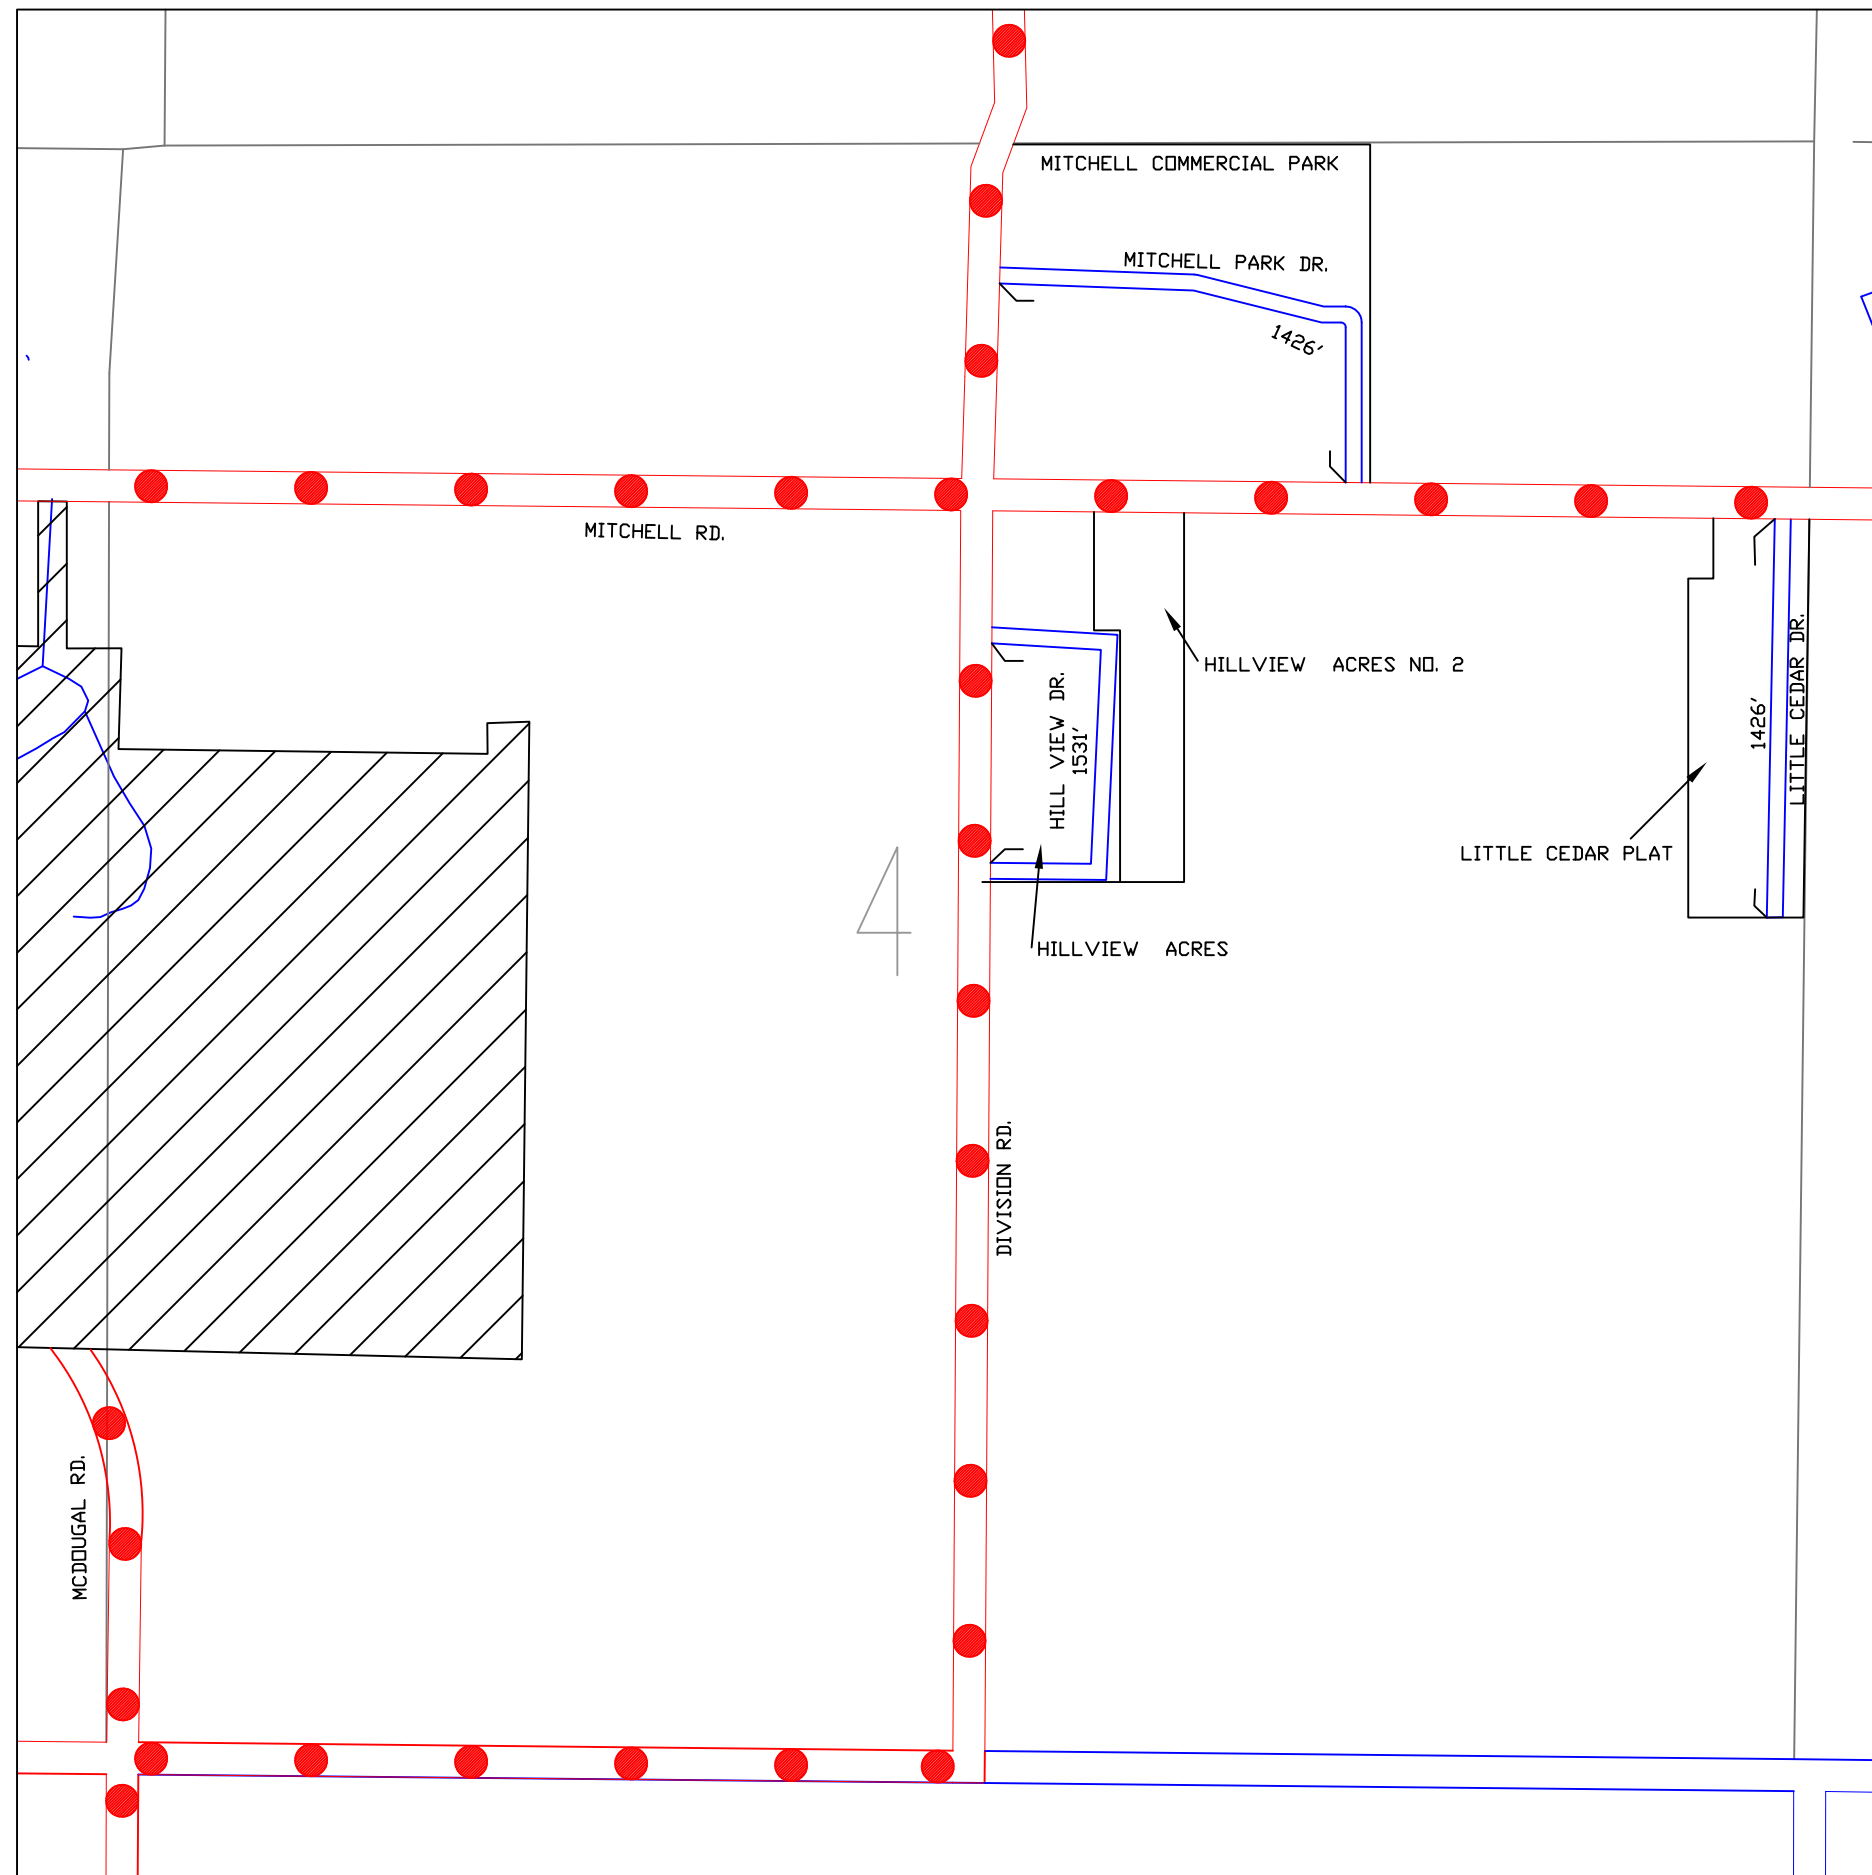 MITCHELL COMMERCIAL PARK
MITCHELL PARK DR.
1426'
MITCHELL RD.
HILLVIEW ACRES NO. 2
HILL VIEW DR.
1531'
LITTLE CEDAR DR.
1426'
LITTLE CEDAR PLAT
4
HILLVIEW ACRES
DIVISION RD.
MCDOUGAL RD.